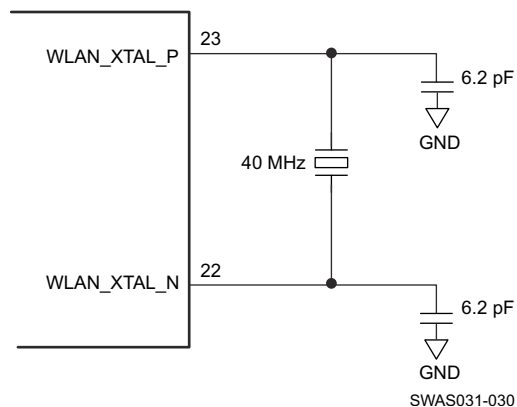 WLAN_XTAL_P
23
6.2 pF
GND
40 MHz
WLAN_XTAL_N
22
6.2 pF
GND
SWAS031-030